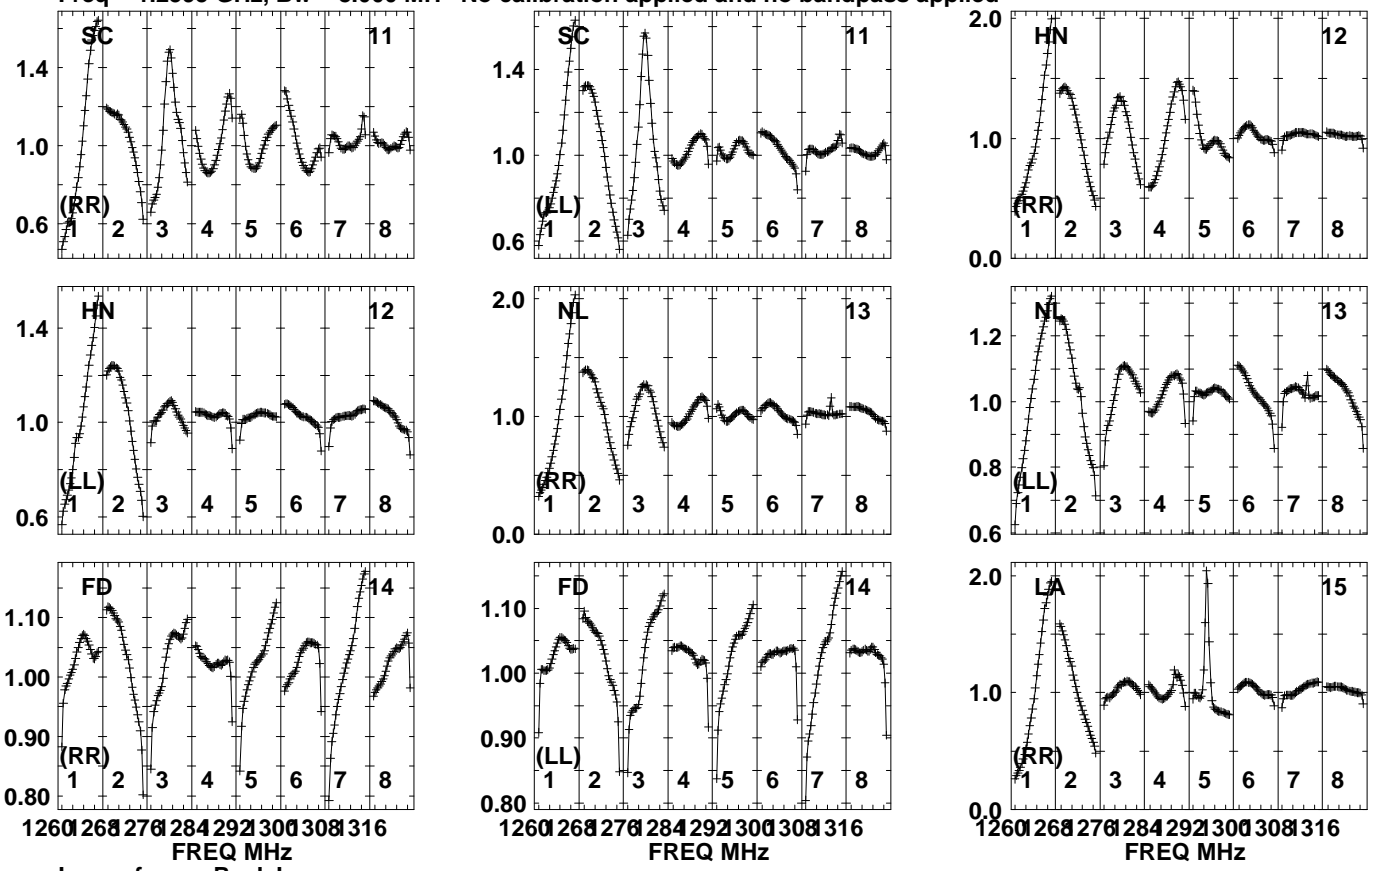 No calibration applied and no bandpass applied
SC 11
1.4
1.0
0.6
(RR)
1 2 3 4 5 6 7 8
SC 11
1.4
1.0
0.6
(LL)
1 2 3 4 5 6 7 8
HN 12
2.0
1.0
0.0
(RR)
1 2 3 4 5 6 7 8
HN 12
1.4
1.0
0.6
(LL)
1 2 3 4 5 6 7 8
NL 13
2.0
1.0
0.0
(RR)
1 2 3 4 5 6 7 8
NL 13
1.2
1.0
0.8
0.6
(LL)
1 2 3 4 5 6 7 8
FD 14
1.10
1.00
0.90
0.80
(RR)
1 2 3 4 5 6 7 8
1260 1268 1276 1284 1292 1300 1308 1316
FREQ MHz
FD 14
1.10
1.00
0.90
0.80
(LL)
1 2 3 4 5 6 7 8
1260 1268 1276 1284 1292 1300 1308 1316
LA 15
2.0
1.0
0.0
(RR)
1 2 3 4 5 6 7 8
1260 1268 1276 1284 1292 1300 1308 1316
FREQ MHz
FREQ MHz